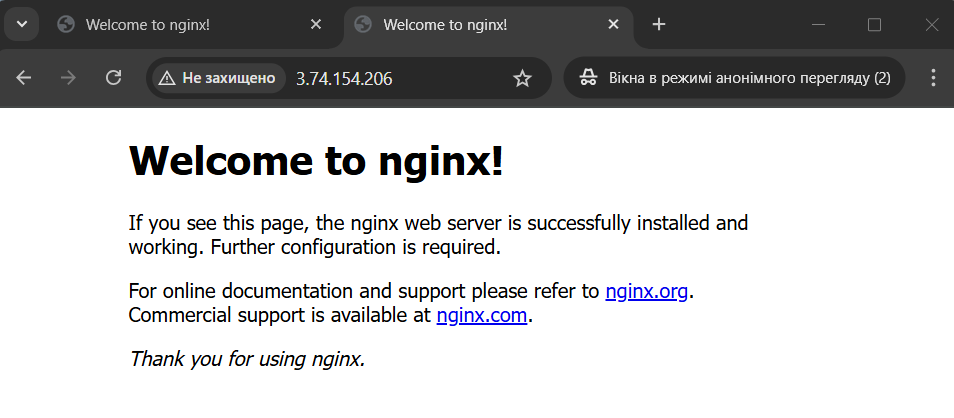 Welcome to nginx!
Welcome to nginx!
Не захищено
3.74.154.206
Вікна в режимі анонімного перегляду (2)
Welcome to nginx!
If you see this page, the nginx web server is successfully installed and
working. Further configuration is required.
For online documentation and support please refer to nginx.org.
Commercial support is available at nginx.com.
Thank you for using nginx.